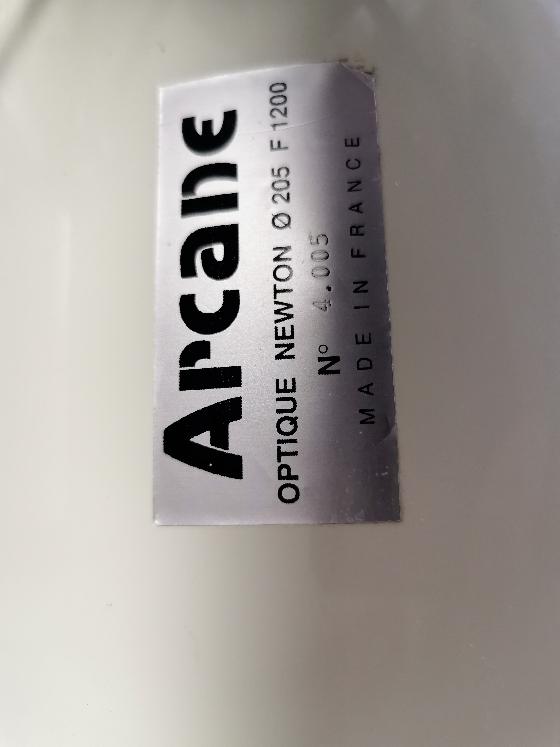 Arcane
OPTIQUE NEWTON Ø 205 F 1200
N° 4.005
MADE IN FRANCE